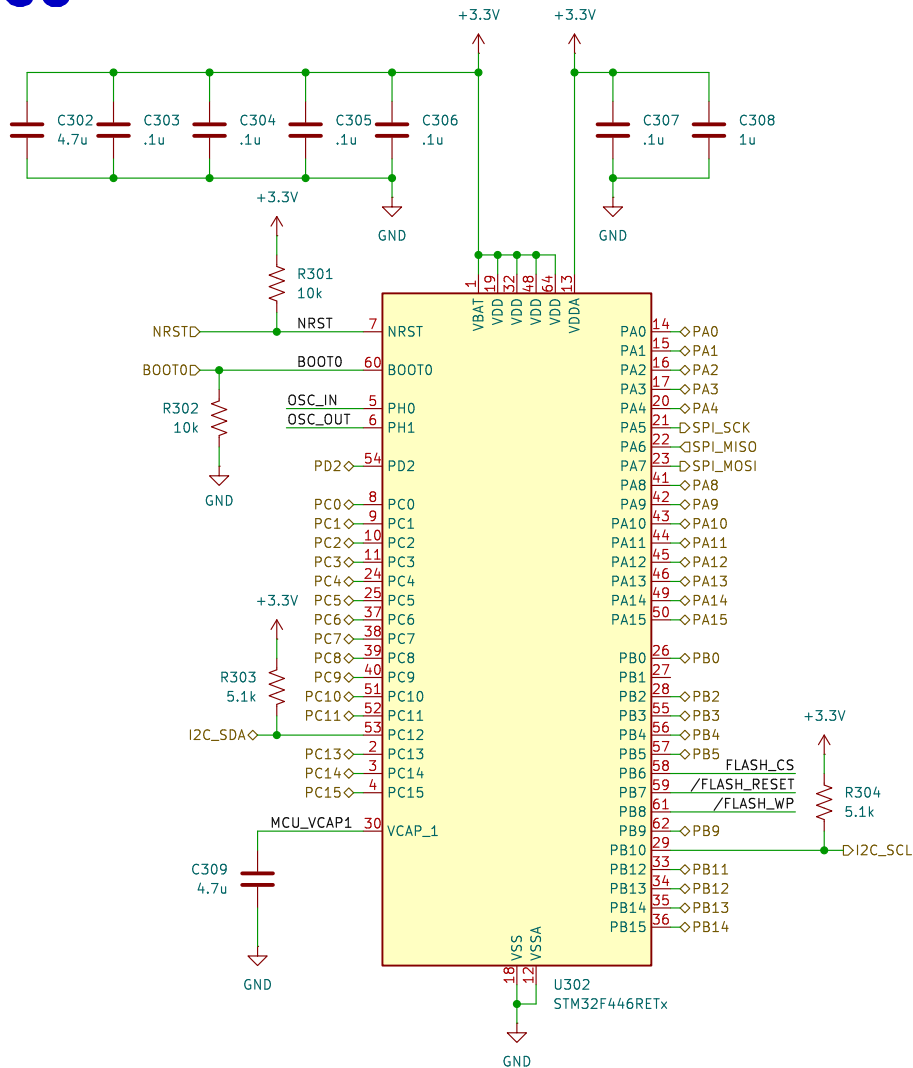 +3.3V
+3.3V
C302
4.7u
C303
.1u
C304
.1u
C305
.1u
C306
.1u
C307
.1u
C308
1u
GND
GND
+3.3V
R301
10k
NRST
NRST
7
NRST
BOOT0
BOOT0
60
BOOT0
R302
10k
GND
OSC_IN
5
PH0
OSC_OUT
6
PH1
PD2
54
PD2
PC0
8
PC0
PC1
9
PC1
PC2
10
PC2
PC3
11
PC3
PC4
24
PC4
PC5
25
PC5
PC6
37
PC6
PC7
38
PC7
PC8
39
PC8
PC9
40
PC9
PC10
51
PC10
PC11
52
PC11
+3.3V
R303
5.1k
I2C_SDA
53
PC12
PC13
2
PC13
PC14
3
PC14
PC15
4
PC15
MCU_VCAP1
30
VCAP_1
C309
4.7u
GND
1
VBAT
19
VDD
32
VDD
48
VDD
64
VDD
13
VDDA
PA0
14
PA0
PA1
15
PA1
PA2
16
PA2
PA3
17
PA3
PA4
20
PA4
PA5
21
SPI_SCK
PA6
22
SPI_MISO
PA7
23
SPI_MOSI
PA8
41
PA8
PA9
42
PA9
PA10
43
PA10
PA11
44
PA11
PA12
45
PA12
PA13
46
PA13
PA14
49
PA14
PA15
50
PA15
PB0
26
PB0
PB1
27
PB2
28
PB2
PB3
55
PB3
PB4
56
PB4
PB5
57
PB5
PB6
58
FLASH_CS
PB7
59
/FLASH_RESET
PB8
61
/FLASH_WP
PB9
62
PB9
PB10
29
I2C_SCL
+3.3V
R304
5.1k
PB12
33
PB11
PB13
34
PB12
PB14
35
PB13
PB15
36
PB14
VSS
18
VSSA
12
U302
STM32F446RETx
GND